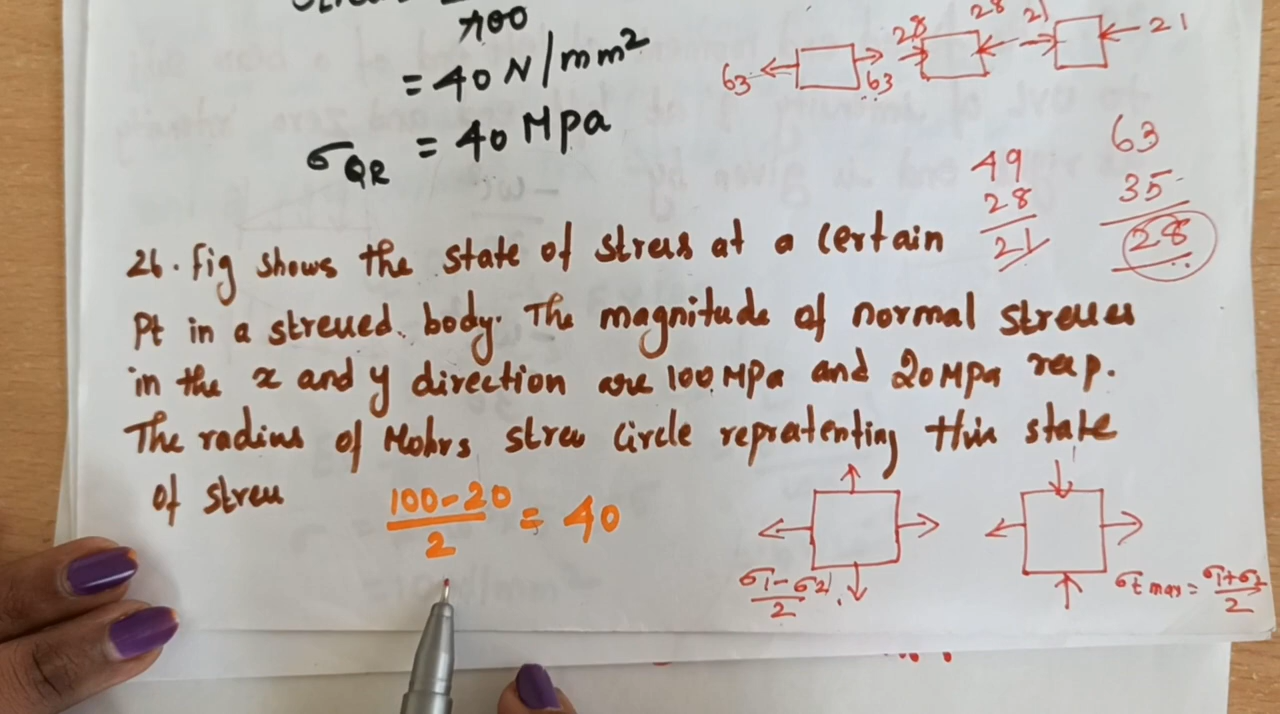 100
= 40 N/mm²
σQR = 40 Mpa
63 63 28 28 21 21
49
28
21
63
35
28
26. Fig shows the state of stress at a certain
Pt in a stressed body. The magnitude of normal stresses
in the x and y direction are 100 MPa and 20 MPa resp.
The radius of Mohrs stress Circle repratenting this state
of stress
100-20
2
= 40
σ1-σ2
2
σt max = σ1+σ2
2